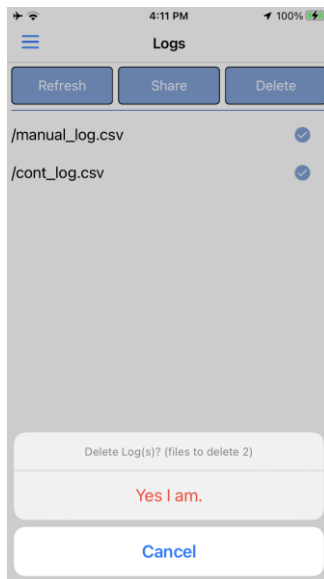 4:11 PM 100%
Logs
Refresh Share Delete
/manual_log.csv
/cont_log.csv
Delete Log(s)? (files to delete 2)
Yes I am.
Cancel